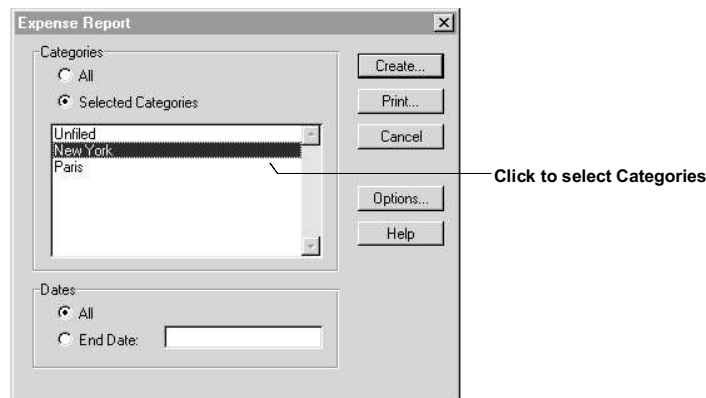 Expense Report
Categories
All
Selected Categories
Unfiled
New York
Paris
Create...
Print...
Cancel
Options...
Help
Click to select Categories
Dates
All
End Date: